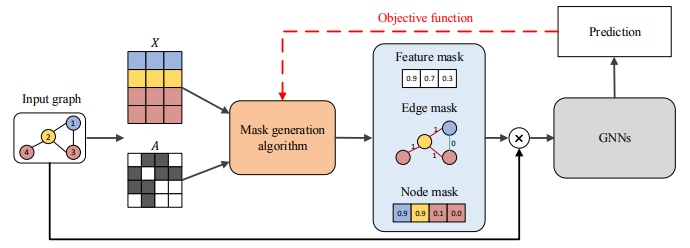 Objective function
Prediction
X
Feature mask
0.9 0.7 0.3
Input graph
1
2
4 3
Mask generation
algorithm
Edge mask
1
1 0
1
×
GNNs
A
Node mask
0.9 0.9 0.1 0.0